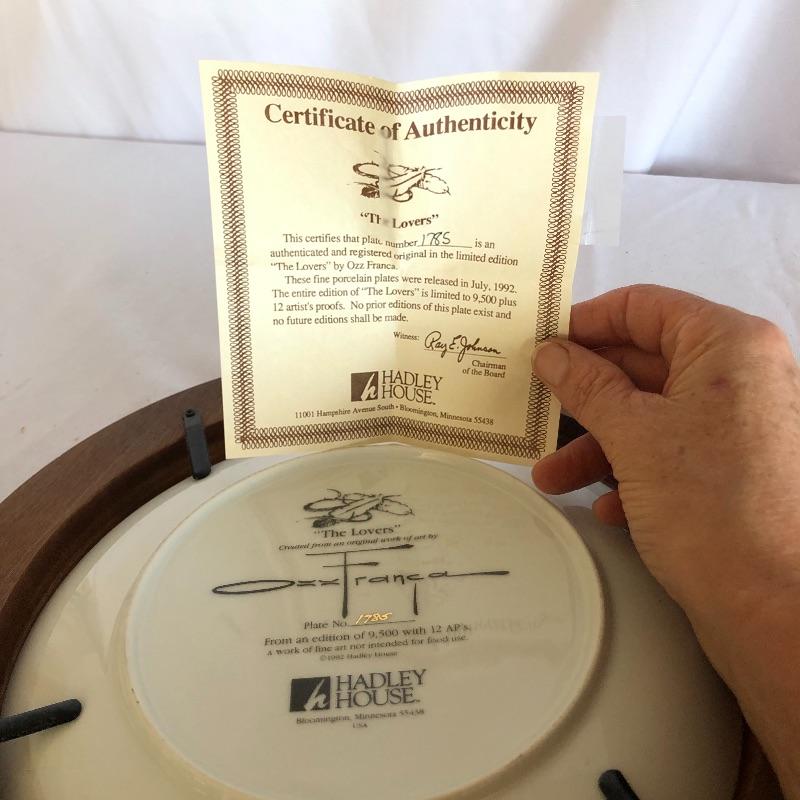 Certificate of Authenticity
"The Lovers"
This certifies that plate number 1785 is an
authenticated and registered original in the limited edition
"The Lovers" by Ozz Franca.
These fine porcelain plates were released in July, 1992.
The entire edition of "The Lovers" is limited to 9,500 plus
12 artist's proofs. No prior editions of this plate exist and
no future editions shall be made.
Witness: Ray E. Johnson
Chairman
of the Board
h HADLEY
HOUSE™
11001 Hampshire Avenue South • Bloomington, Minnesota 55438
"The Lovers"
Created from an original work of art by
Ozz França
Plate No. 1785
From an edition of 9,500 with 12 AP's.
a work of fine art not intended for food use.
©1992 Hadley House
h HADLEY
HOUSE™
Bloomington, Minnesota 55438
USA